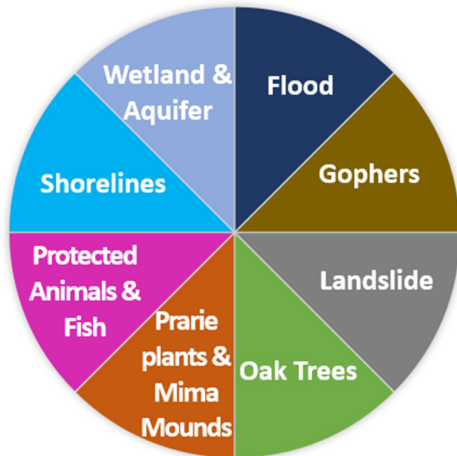 Wetland &
Aquifer
Flood
Gophers
Shorelines
Landslide
Protected
Animals &
Fish
Prarie
plants &
Mima
Mounds
Oak Trees